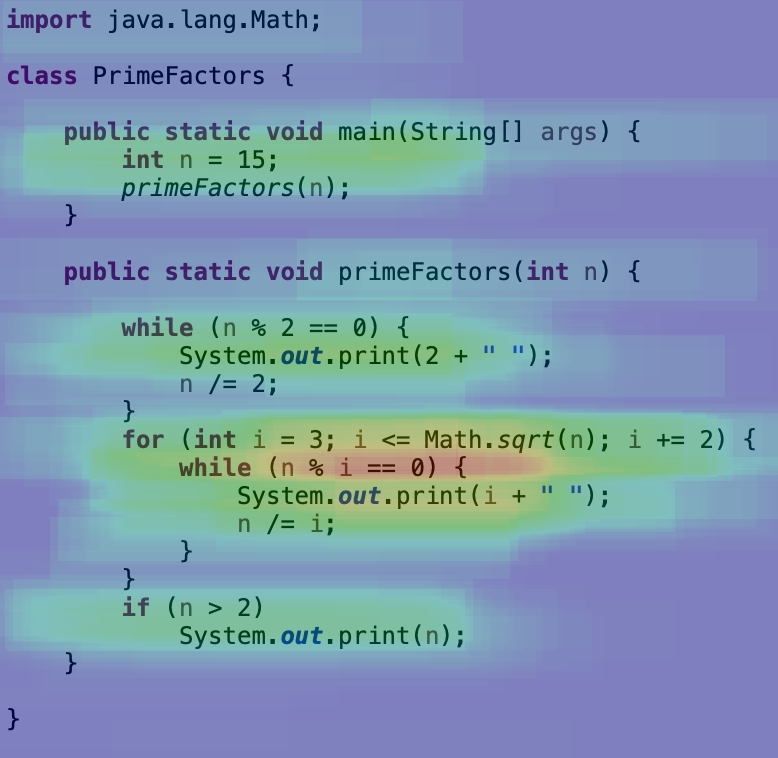 import java.lang.Math;
class PrimeFactors {
    public static void main(String[] args) {
        int n = 15;
        primeFactors(n);
    }
    public static void primeFactors(int n) {
        while (n % 2 == 0) {
            System.out.print(2 + " ");
            n /= 2;
        }
        for (int i = 3; i <= Math.sqrt(n); i += 2) {
            while (n % i == 0) {
                System.out.print(i + " ");
                n /= i;
            }
        }
        if (n > 2)
            System.out.print(n);
    }
}